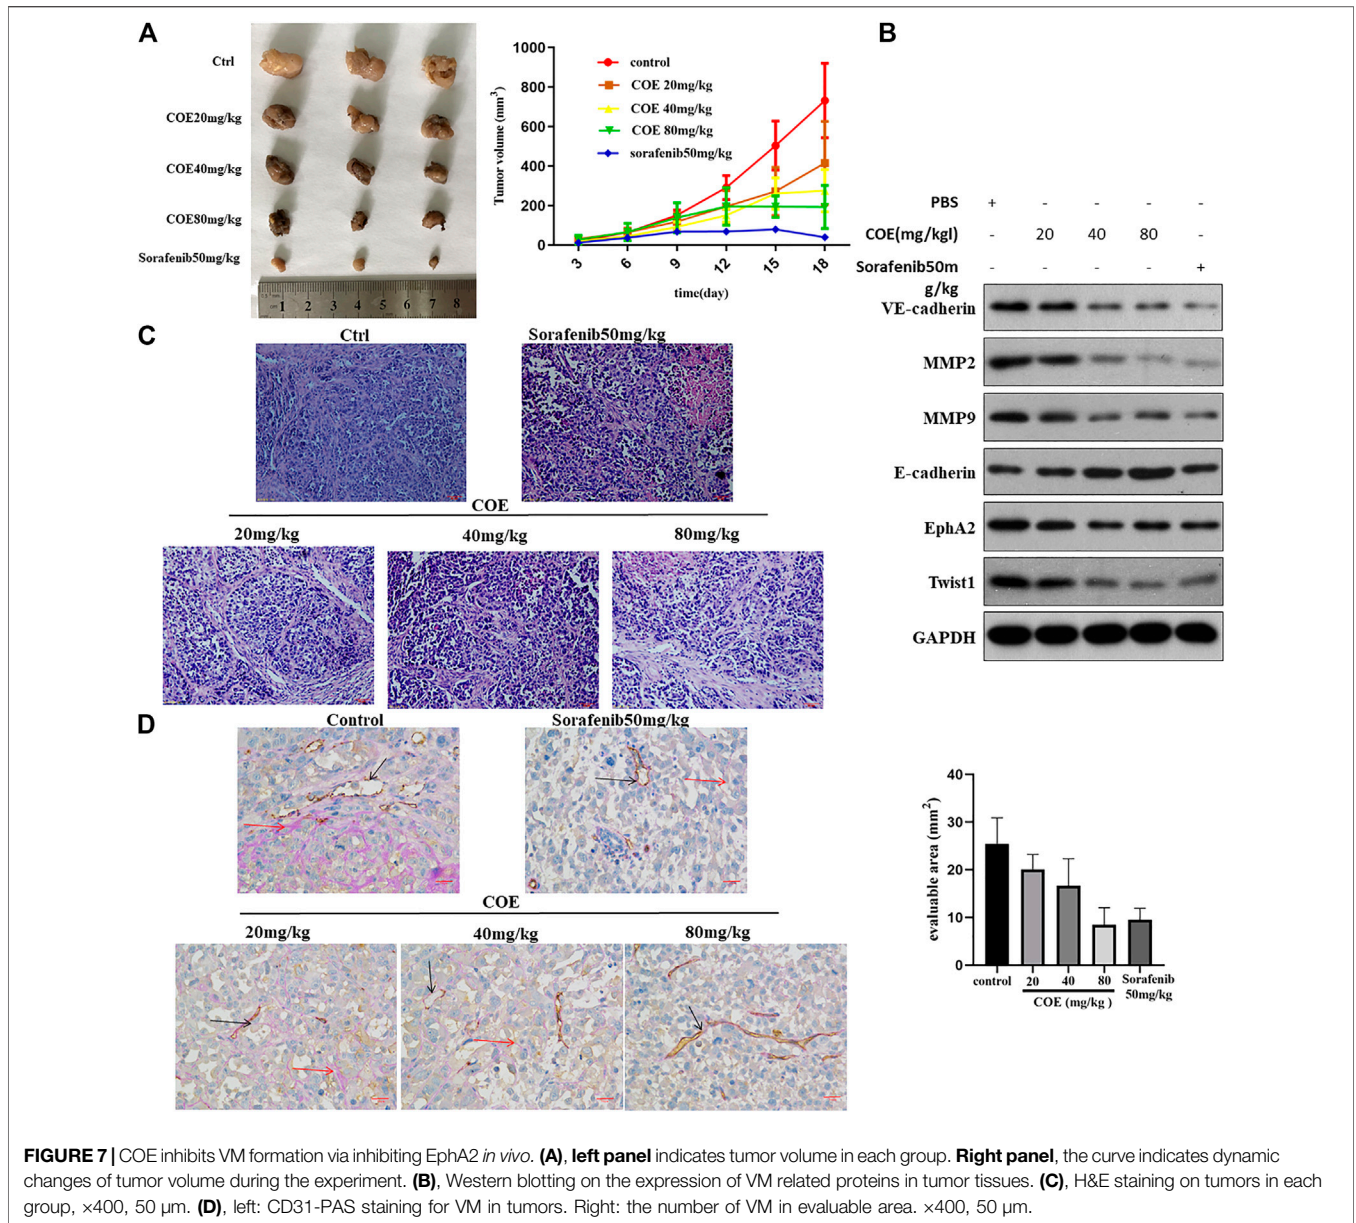 A
Ctrl
COE20mg/kg
COE40mg/kg
COE80mg/kg
Sorafenib50mg/kg
cm 1 2 3 4 5 6 7 8
Tumor volume (mm³)
1000
800
600
400
200
0
control
COE 20mg/kg
COE 40mg/kg
COE 80mg/kg
sorafenib50mg/kg
3 6 9 12 15 18
time(day)
B
PBS + - - - -
COE(mg/kgl) - 20 40 80 -
Sorafenib50m - - - - +
g/kg
VE-cadherin
MMP2
MMP9
E-cadherin
EphA2
Twist1
GAPDH
C
Ctrl Sorafenib50mg/kg
COE
20mg/kg 40mg/kg 80mg/kg
D
Control Sorafenib50mg/kg
COE
20mg/kg 40mg/kg 80mg/kg
evaluable area (mm²)
40
30
20
10
0
control 20 40 80 Sorafenib
50mg/kg
COE (mg/kg )
FIGURE 7 | COE inhibits VM formation via inhibiting EphA2 in vivo. (A), left panel indicates tumor volume in each group. Right panel, the curve indicates dynamic
changes of tumor volume during the experiment. (B), Western blotting on the expression of VM related proteins in tumor tissues. (C), H&E staining on tumors in each
group, ×400, 50 µm. (D), left: CD31-PAS staining for VM in tumors. Right: the number of VM in evaluable area. ×400, 50 µm.